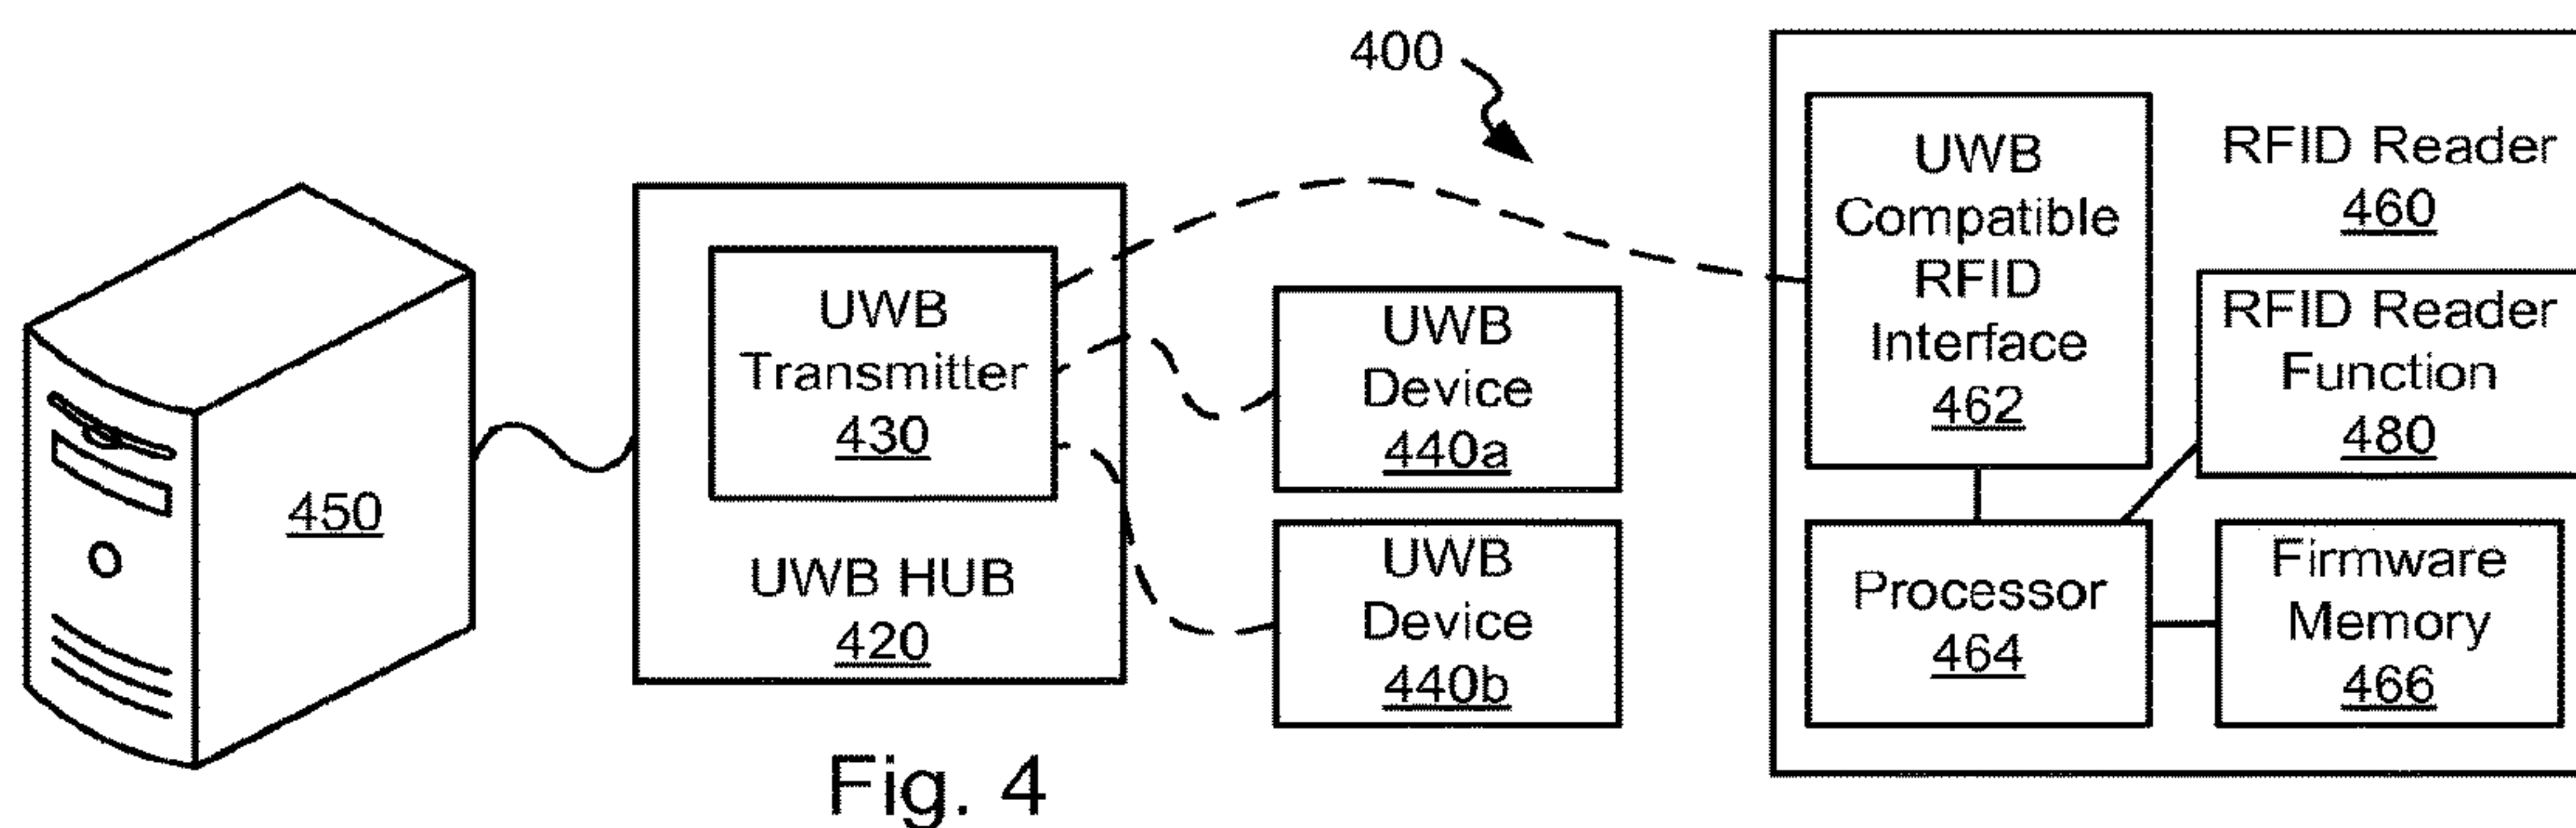 400
450
UWB
Transmitter
430
UWB HUB
420
UWB
Device
440a
UWB
Device
440b
UWB
Compatible
RFID
Interface
462
RFID Reader
460
RFID Reader
Function
480
Processor
464
Firmware
Memory
466
Fig. 4